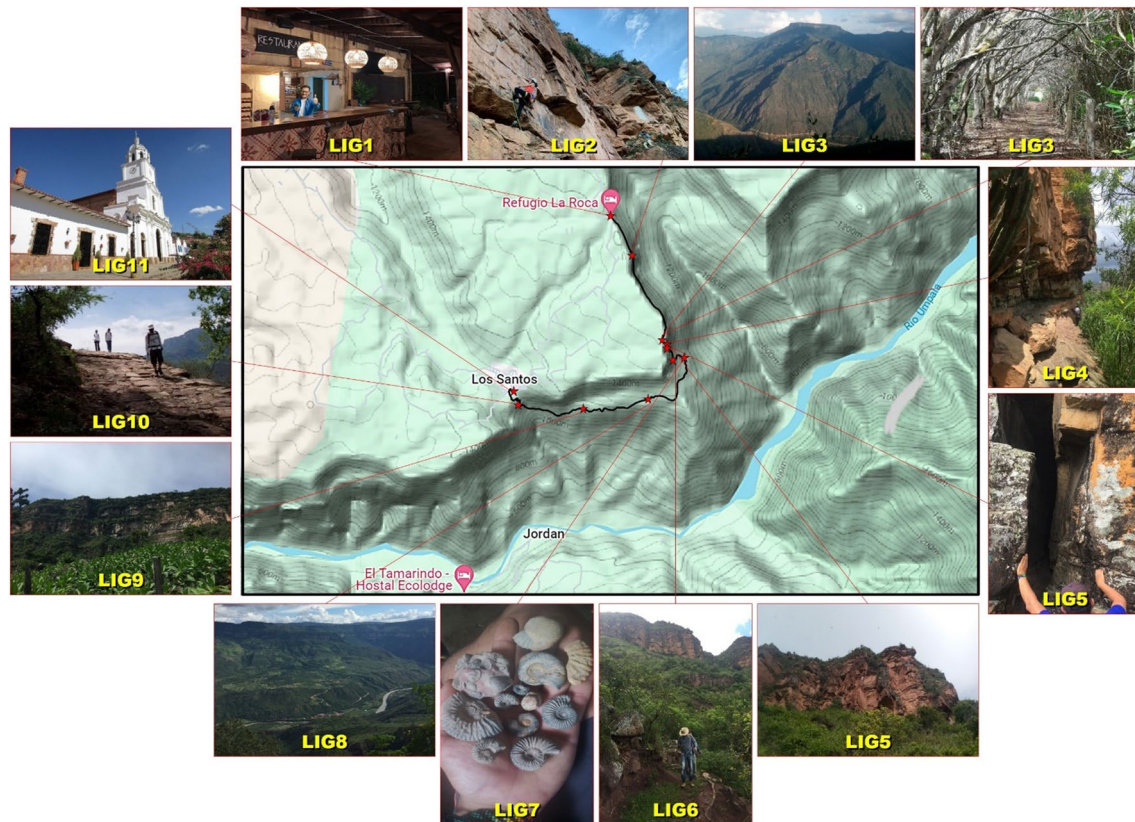 RESTAURAN
LIG1
LIG2
LIG3
LIG3
LIG11
LIG4
LIG10
LIG5
LIG9
Refugio La Roca
Rio Umpala
Los Santos
Jordan
El Tamarindo -
Hostal Ecolodge
LIG8
LIG7
LIG6
LIG5